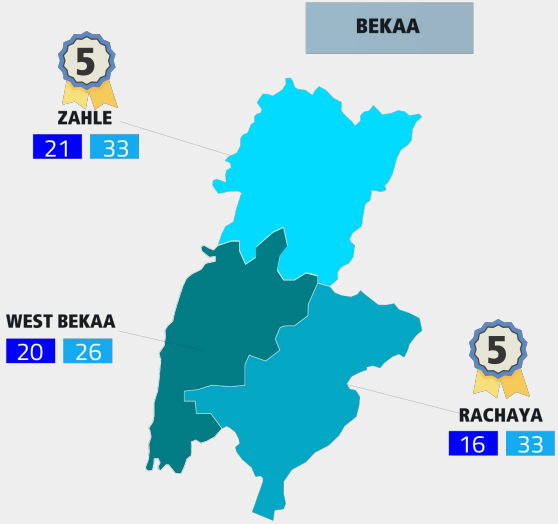 BEKAA
5
ZAHLE
21 33
WEST BEKAA
20 26
5
RACHAYA
16 33